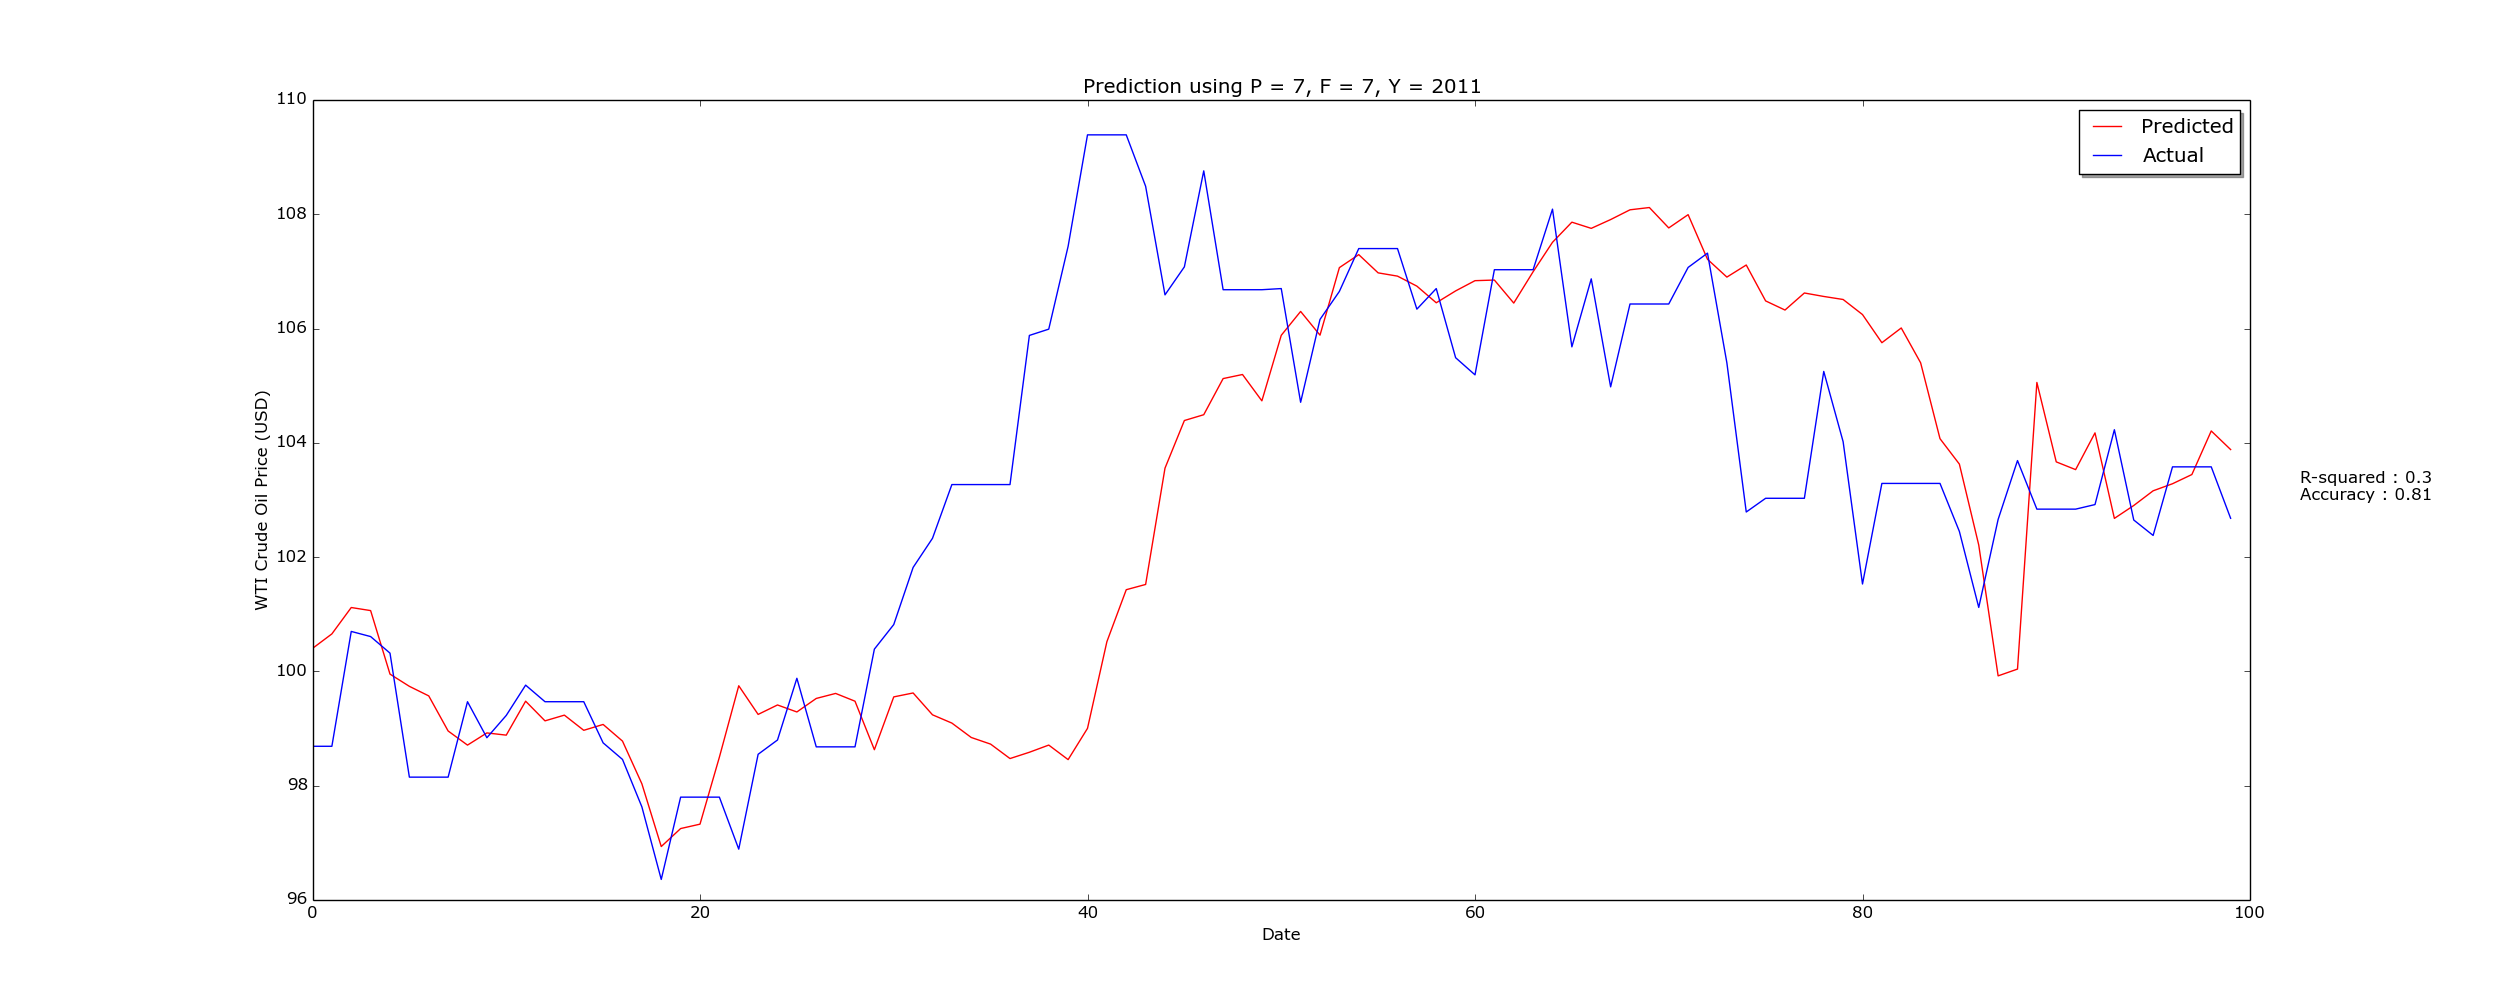 Prediction using P = 7, F = 7, Y = 2011
110
108
106
104
102
100
98
96
WTI Crude Oil Price (USD)
Predicted
Actual
R-squared : 0.3
Accuracy : 0.81
0 20 40 60 80 100
Date